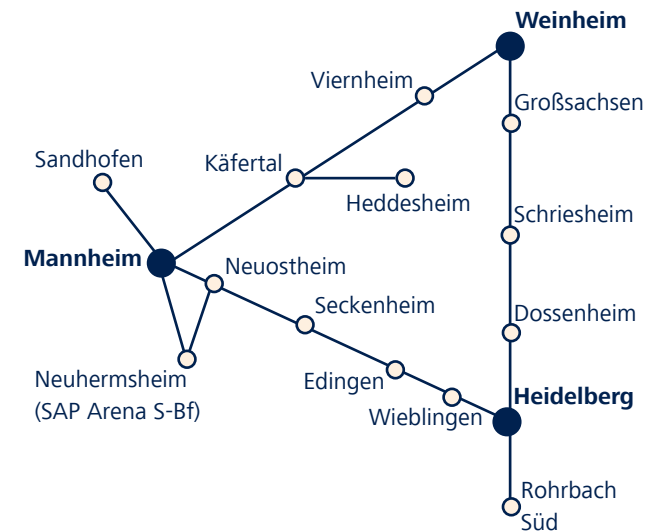 Weinheim
Viernheim
Großsachsen
Sandhofen
Käfertal
Heddesheim
Schriesheim
Mannheim
Neuostheim
Seckenheim
Dossenheim
Neuhermsheim
(SAP Arena S-Bf)
Edingen
Wieblingen
Heidelberg
Rohrbach
Süd